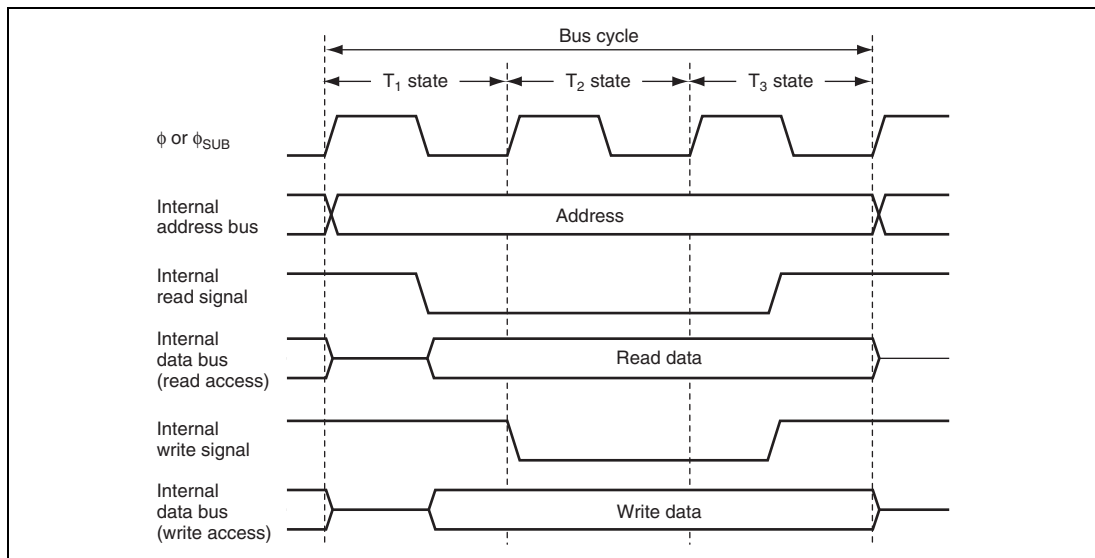 Bus cycle
T₁ state T₂ state T₃ state
φ or φSUB
Internal
address bus
Address
Internal
read signal
Internal
data bus
(read access)
Read data
Internal
write signal
Internal
data bus
(write access)
Write data